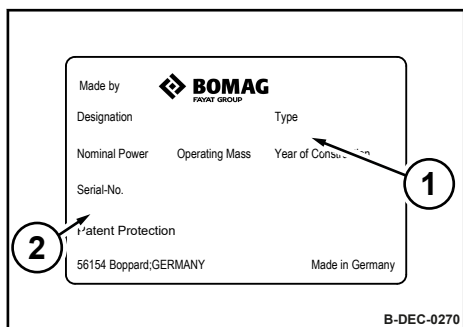 Made by BOMAG
FAYAT GROUP
Designation Type
Nominal Power Operating Mass Year of Construction
1
Serial-No.
2
Patent Protection
56154 Boppard;GERMANY Made in Germany
B-DEC-0270